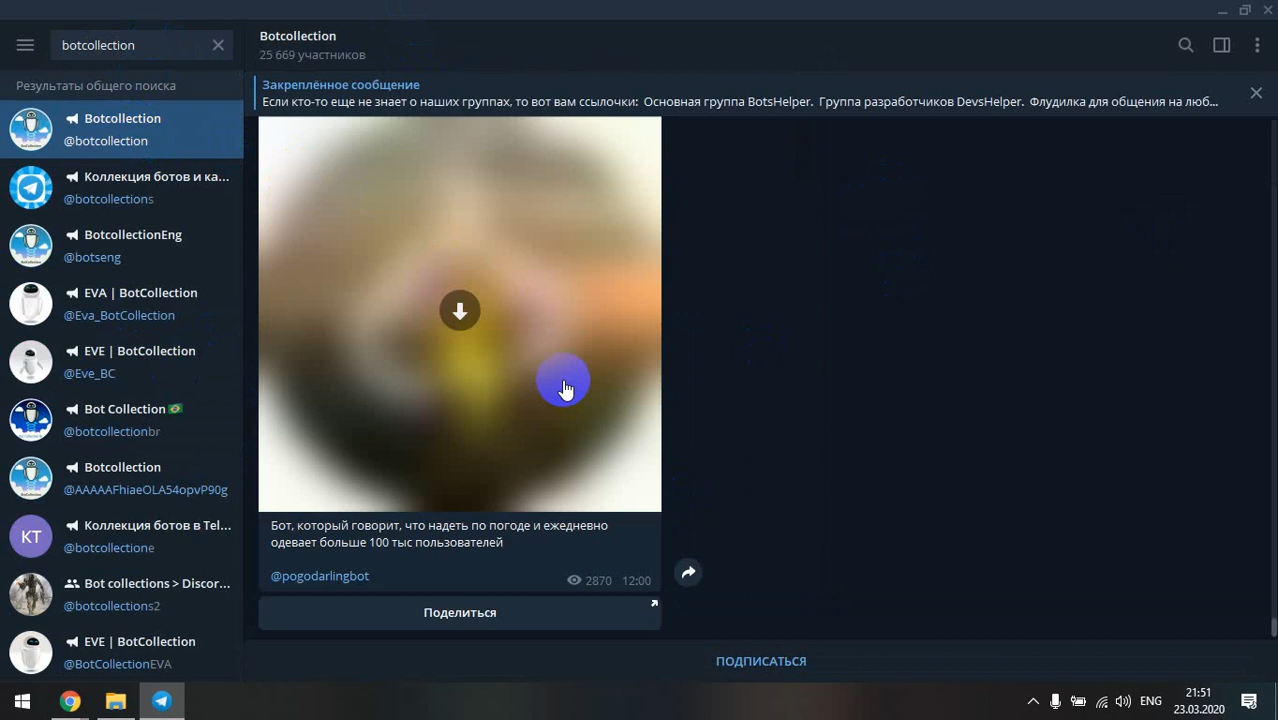 botcollection
Botcollection
25 669 участников
Результаты общего поиска
Закреплённое сообщение
Если кто-то еще не знает о наших группах, то вот вам ссылочки:  Основная группа BotsHelper.  Группа разработчиков DevsHelper.  Флудилка для общения на люб...
Botcollection
@botcollection
Коллекция ботов и ка...
@botcollections
BotcollectionEng
@botseng
EVA | BotCollection
@Eva_BotCollection
EVE | BotCollection
@Eve_BC
Bot Collection
@botcollectionbr
Botcollection
@AAAAAFhiaeOLA54opvP90g
Коллекция ботов в Tel...
@botcollectione
Bot collections > Discor...
@botcollections2
EVE | BotCollection
@BotCollectionEVA
КТ
Бот, который говорит, что надеть по погоде и ежедневно
одевает больше 100 тыс пользователей
@pogodarlingbot
2870 12:00
Поделиться
ПОДПИСАТЬСЯ
ENG
21:51
23.03.2020